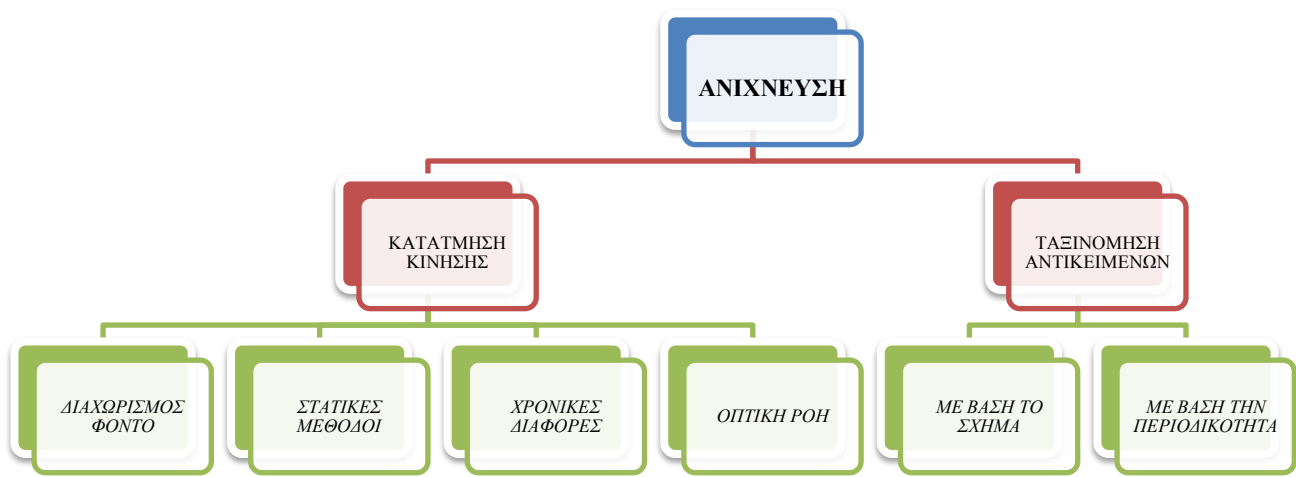 ΑΝΙΧΝΕΥΣΗ
ΚΑΤΑΤΜΗΣΗ
ΚΙΝΗΣΗΣ
ΤΑΞΙΝΟΜΗΣΗ
ΑΝΤΙΚΕΙΜΕΝΩΝ
ΔΙΑΧΩΡΙΣΜΟΣ
ΦΟΝΤΟ
ΣΤΑΤΙΚΕΣ
ΜΕΘΟΔΟΙ
ΧΡΟΝΙΚΕΣ
ΔΙΑΦΟΡΕΣ
ΟΠΤΙΚΗ ΡΟΗ
ΜΕ ΒΑΣΗ ΤΟ
ΣΧΗΜΑ
ΜΕ ΒΑΣΗ ΤΗΝ
ΠΕΡΙΟΔΙΚΟΤΗΤΑ